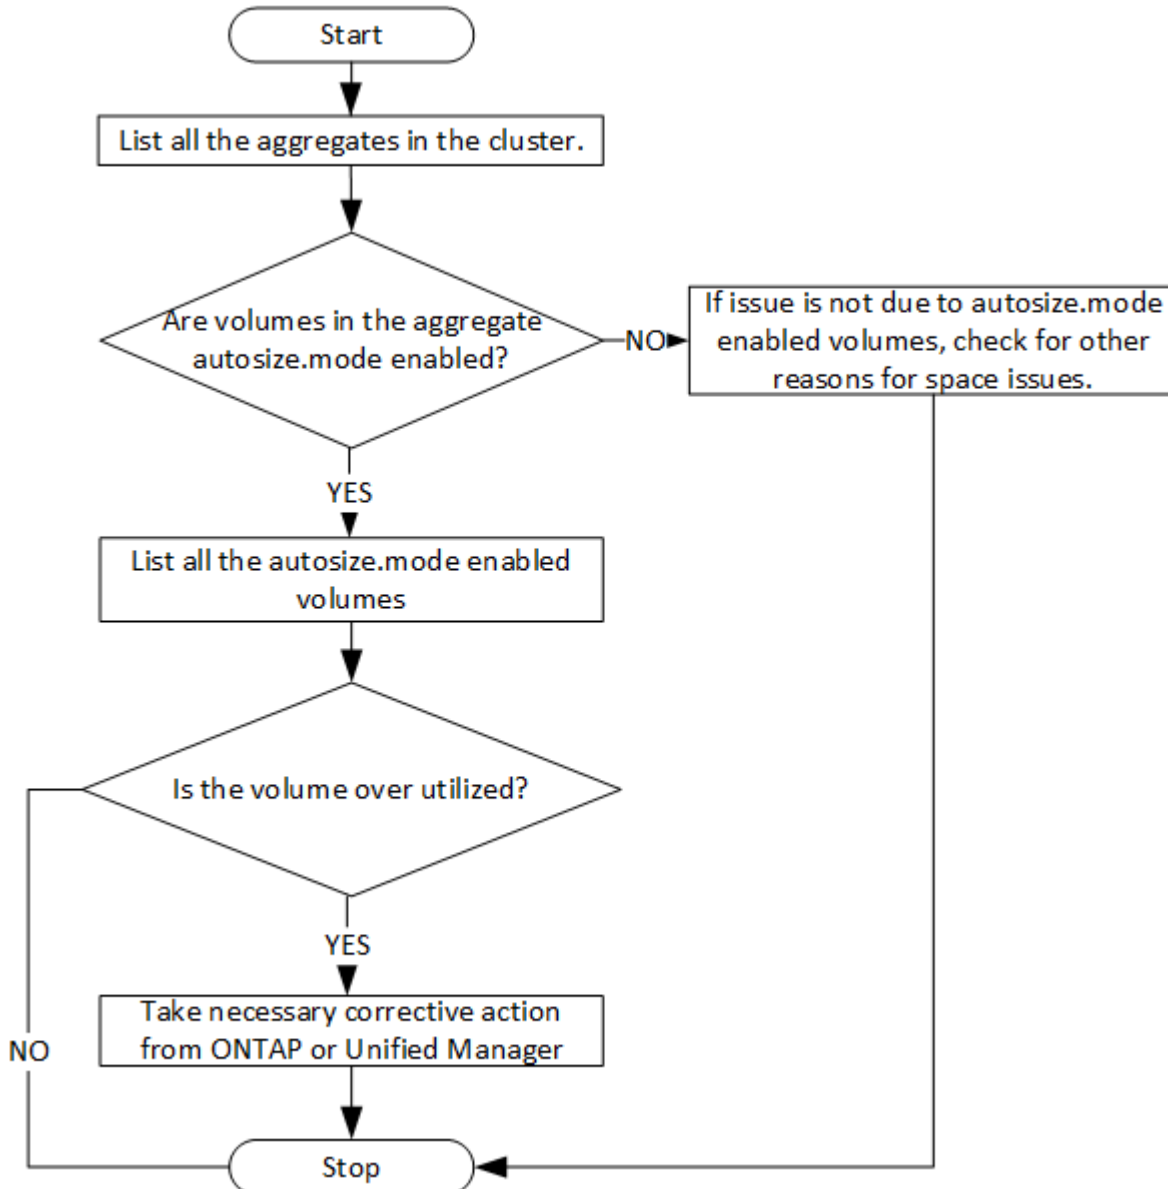 Start
List all the aggregates in the cluster.
Are volumes in the aggregate
autosize.mode enabled?
NO
If issue is not due to autosize.mode
enabled volumes, check for other
reasons for space issues.
YES
List all the autosize.mode enabled
volumes
Is the volume over utilized?
YES
Take necessary corrective action
from ONTAP or Unified Manager
NO
Stop